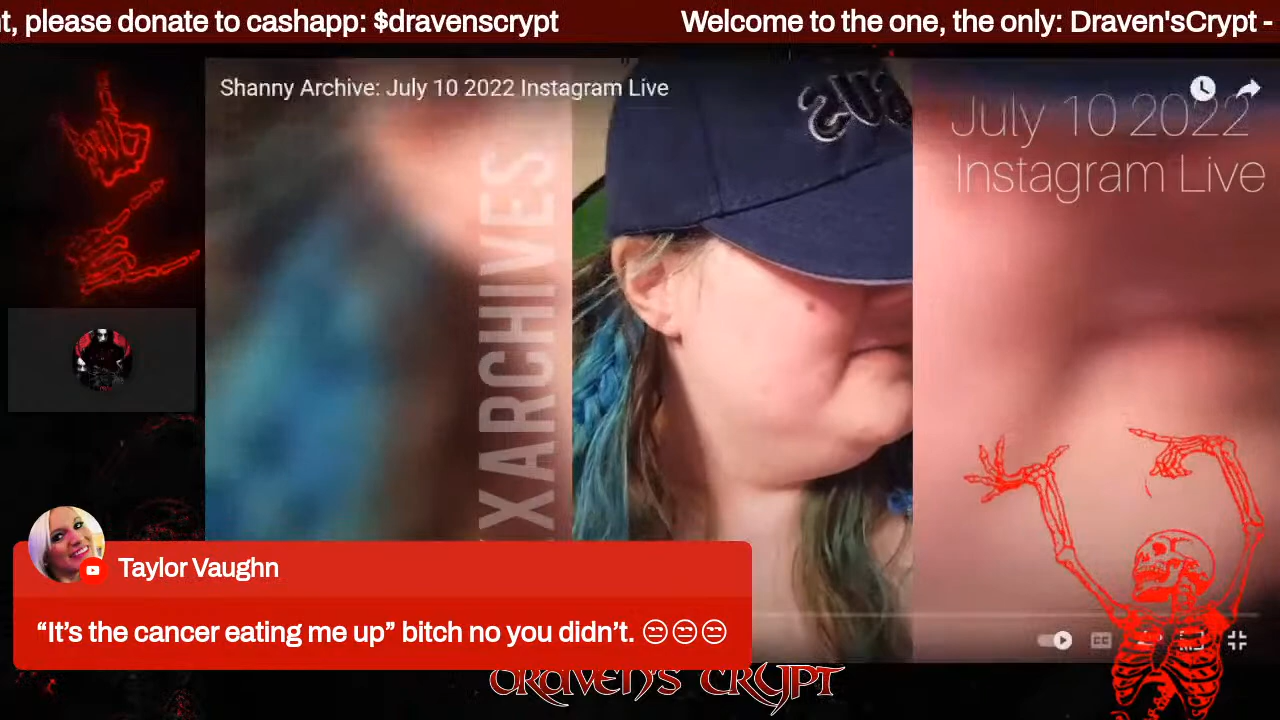 t, please donate to cashapp: $dravenscrypt Welcome to the one, the only: Draven'sCrypt -
Shanny Archive: July 10 2022 Instagram Live
July 10 2022
Instagram Live
XARCHIVES
SUS
Taylor Vaughn
“It’s the cancer eating me up” bitch no you didn’t. 😒😒😒
CC
DRAVEN'S CRYPT